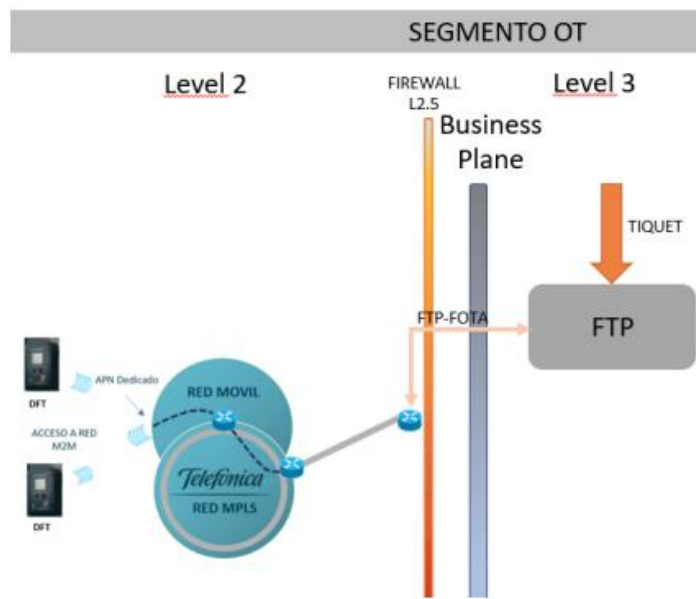 SEGMENTO OT
Level 2
FIREWALL
L2.5
Level 3
Business
Plane
TIQUET
FTP-FOTA
FTP
APN Dedicado
RED MOVIL
DFT
ACCESO A RED
M2M
Telefónica
RED MPLS
DFT